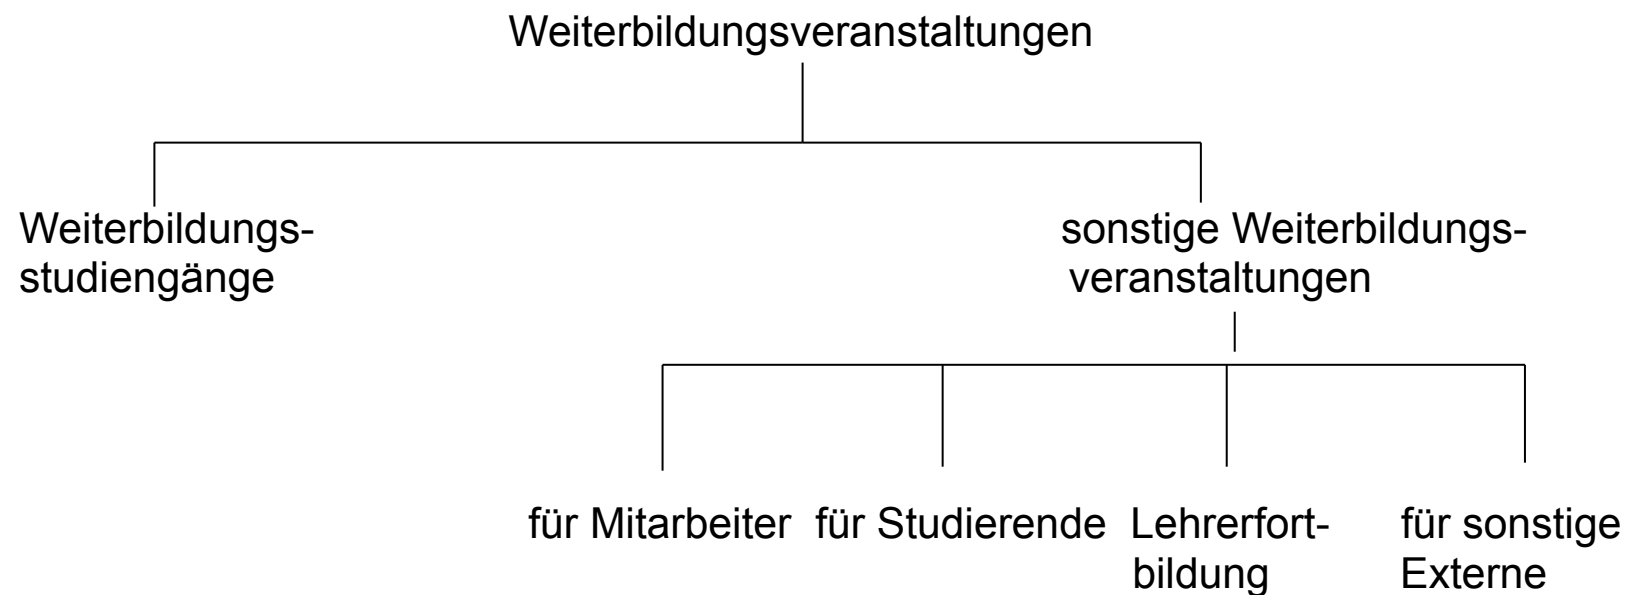 Weiterbildungsveranstaltungen
Weiterbildungs-
studiengänge
sonstige Weiterbildungs-
veranstaltungen
für Mitarbeiter
für Studierende
Lehrerfort-
bildung
für sonstige
Externe